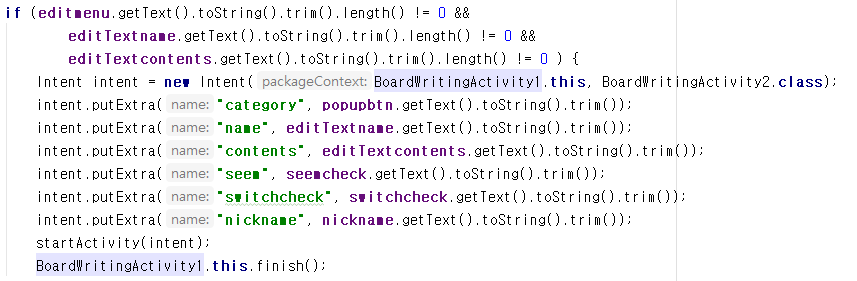 if (editmenu.getText().toString().trim().length() != 0 &&
        editTextname.getText().toString().trim().length() != 0 &&
        editTextcontents.getText().toString().trim().length() != 0 ) {
    Intent intent = new Intent( packageContext: BoardWritingActivity1.this, BoardWritingActivity2.class);
    intent.putExtra( name: "category", popupbtn.getText().toString().trim());
    intent.putExtra( name: "name", editTextname.getText().toString().trim());
    intent.putExtra( name: "contents", editTextcontents.getText().toString().trim());
    intent.putExtra( name: "seem", seemcheck.getText().toString().trim());
    intent.putExtra( name: "switchcheck", switchcheck.getText().toString().trim());
    intent.putExtra( name: "nickname", nickname.getText().toString().trim());
    startActivity(intent);
    BoardWritingActivity1.this.finish();